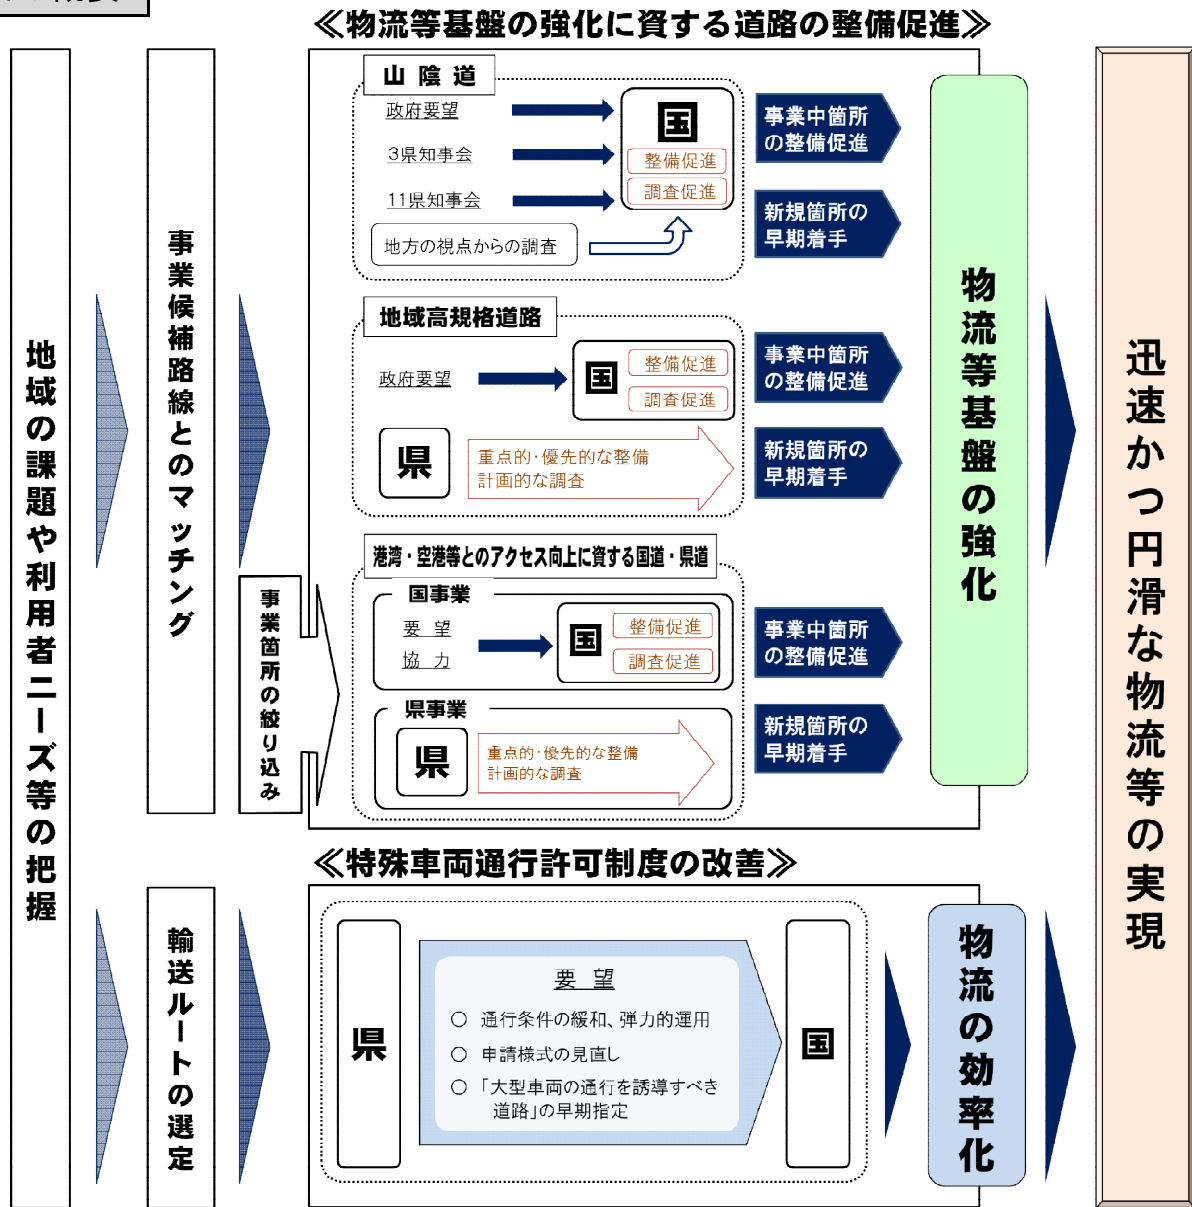 ≪物流等基盤の強化に資する道路の整備促進≫
地域の課題や利用者ニーズ等の把握
事業候補路線とのマッチング
事業箇所の絞り込み
山陰道
政府要望
3県知事会
11県知事会
地方の視点からの調査
国
整備促進
調査促進
事業中箇所
の整備促進
新規箇所の
早期着手
地域高規格道路
政府要望
国
整備促進
調査促進
県
重点的・優先的な整備
計画的な調査
事業中箇所
の整備促進
新規箇所の
早期着手
港湾・空港等とのアクセス向上に資する国道・県道
国事業
要望
協力
国
整備促進
調査促進
県事業
県
重点的・優先的な整備
計画的な調査
事業中箇所
の整備促進
新規箇所の
早期着手
物流等基盤の強化
迅速かつ円滑な物流等の実現
≪特殊車両通行許可制度の改善≫
輸送ルートの選定
県
要望
○ 通行条件の緩和、弾力的運用
○ 申請様式の見直し
○ 「大型車両の通行を誘導すべき
道路」の早期指定
国
物流の効率化